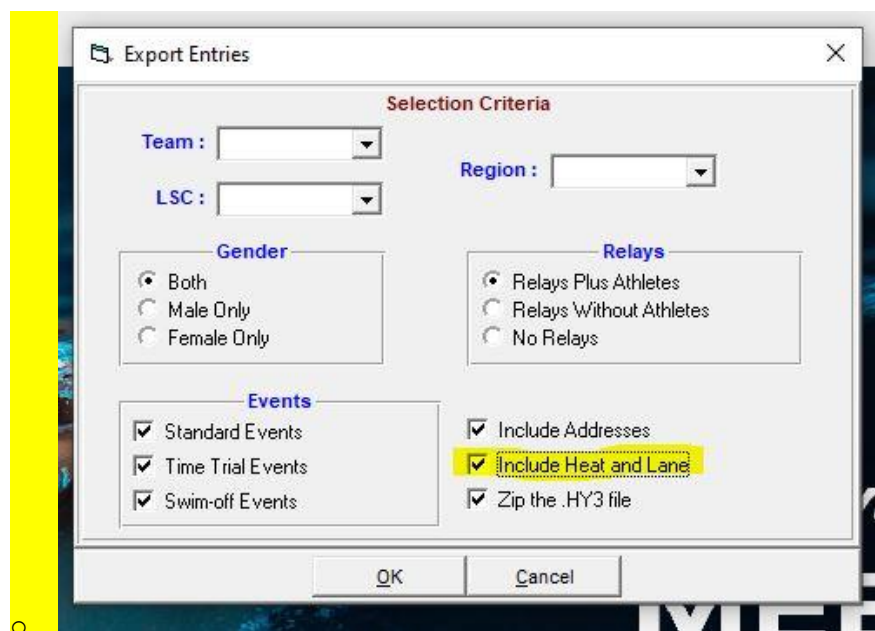 Export Entries
Selection Criteria
Team :
Region :
LSC :
Gender
Both
Male Only
Female Only
Relays
Relays Plus Athletes
Relays Without Athletes
No Relays
Events
Standard Events
Time Trial Events
Swim-off Events
Include Addresses
Include Heat and Lane
Zip the .HY3 file
OK
Cancel